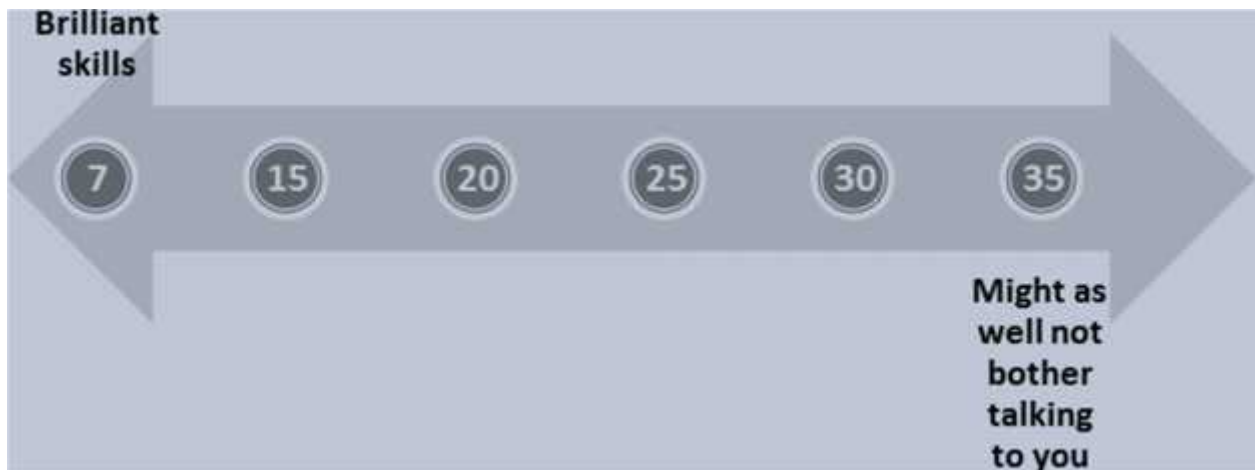 Brilliant
skills
7 15 20 25 30 35
Might as
well not
bother
talking
to you